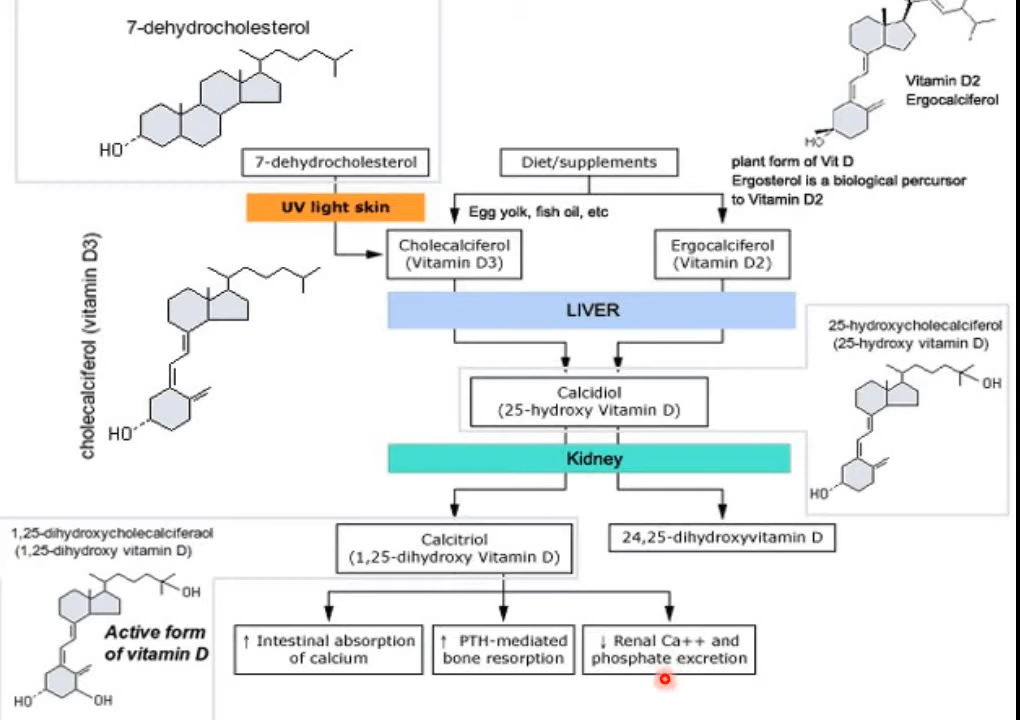 7-dehydrocholesterol
HO
7-dehydrocholesterol
UV light skin
Diet/supplements
Egg yolk, fish oil, etc
Vitamin D2
Ergocalciferol
HO
plant form of Vit D
Ergosterol is a biological percursor
to Vitamin D2
Cholecalciferol
(Vitamin D3)
Ergocalciferol
(Vitamin D2)
cholecalciferol (vitamin D3)
HO
LIVER
Calcidiol
(25-hydroxy Vitamin D)
25-hydroxycholecalciferol
(25-hydroxy vitamin D)
OH
HO
Kidney
Calcitriol
(1,25-dihydroxy Vitamin D)
24,25-dihydroxyvitamin D
1,25-dihydroxycholecalciferaol
(1,25-dihydroxy vitamin D)
OH
Active form
of vitamin D
HO
OH
↑ Intestinal absorption
of calcium
↑ PTH-mediated
bone resorption
↓ Renal Ca++ and
phosphate excretion